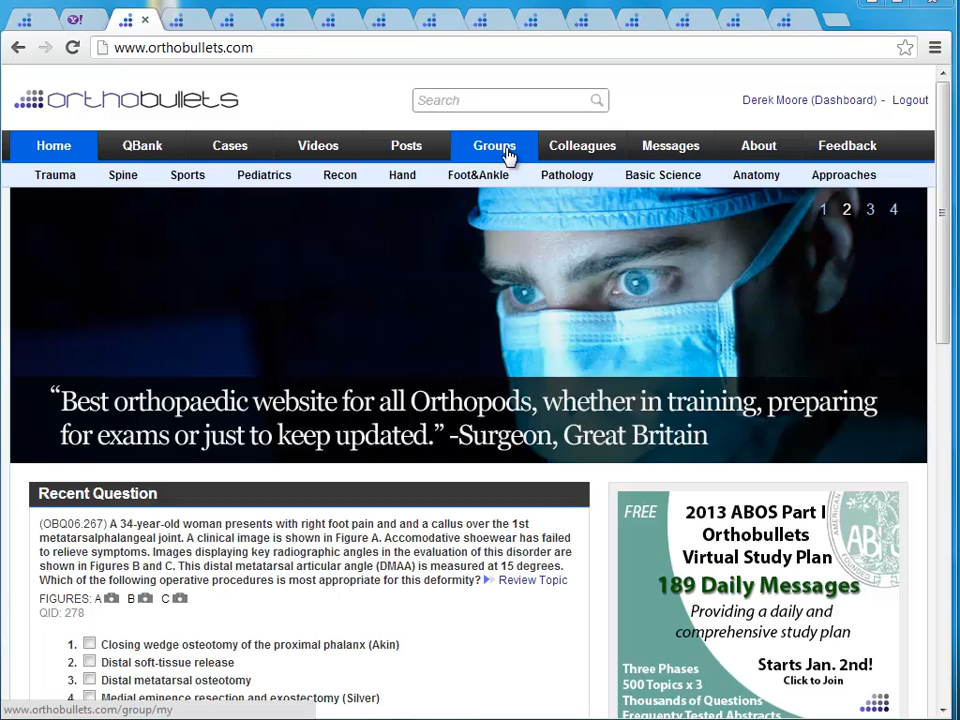 www.orthobullets.com
orthobullets
Search
Derek Moore (Dashboard) - Logout
Home QBank Cases Videos Posts Groups Colleagues Messages About Feedback
Trauma Spine Sports Pediatrics Recon Hand Foot&Ankle Pathology Basic Science Anatomy Approaches
1 2 3 4
“Best orthopaedic website for all Orthopods, whether in training, preparing
for exams or just to keep updated.” -Surgeon, Great Britain
Recent Question
(OBQ06.267) A 34-year-old woman presents with right foot pain and and a callus over the 1st
metatarsalphalangeal joint. A clinical image is shown in Figure A. Accomodative shoewear has failed
to relieve symptoms. Images displaying key radiographic angles in the evaluation of this disorder are
shown in Figures B and C. This distal metatarsal articular angle (DMAA) is measured at 15 degrees.
Which of the following operative procedures is most appropriate for this deformity? Review Topic
FIGURES: A B C
QID: 278
1. Closing wedge osteotomy of the proximal phalanx (Akin)
2. Distal soft-tissue release
3. Distal metatarsal osteotomy
4. Medial eminence resection and exostectomy (Silver)
FREE
2013 ABOS Part I
Orthobullets
Virtual Study Plan
189 Daily Messages
Providing a daily and
comprehensive study plan
Starts Jan. 2nd!
Click to Join
Three Phases
500 Topics x 3
Thousands of Questions
Frequenty Tested Abstracts
www.orthobullets.com/group/my